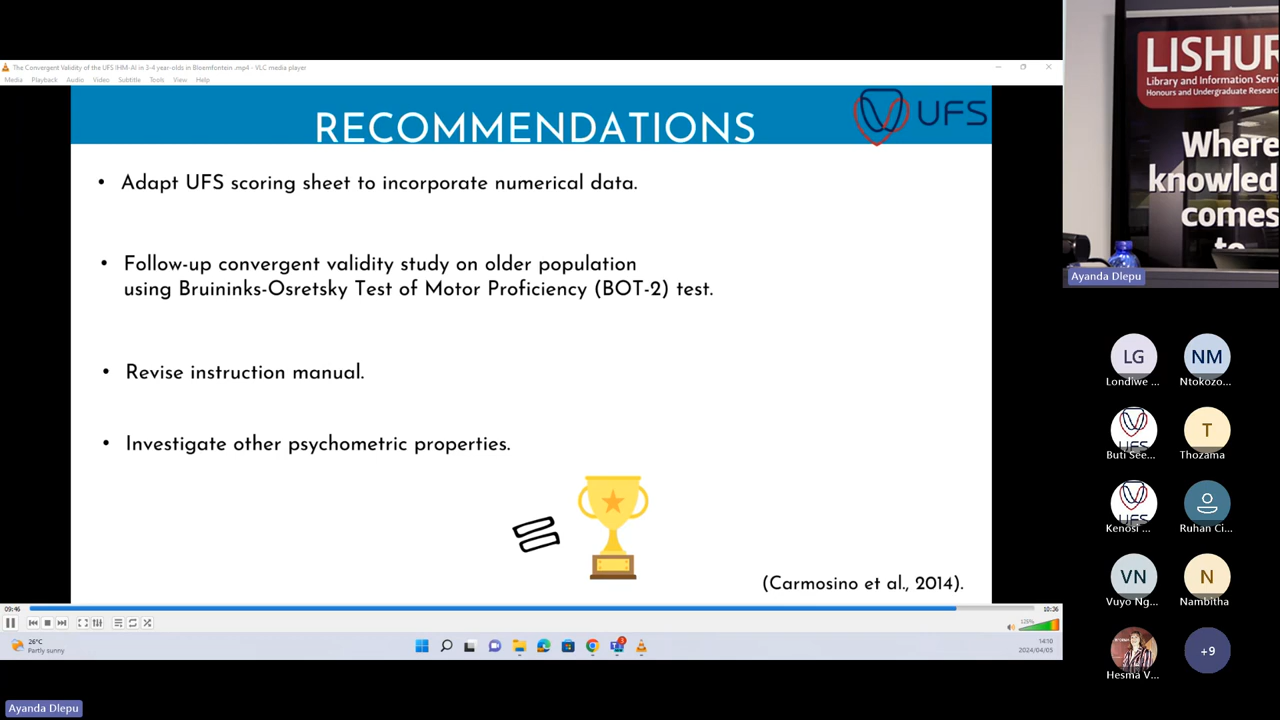 The Convergent Validity of the UFS IHM-AI in 3-4 year-olds in Bloemfontein .mp4 - VLC media player
Media Playback Audio Video Subtitle Tools View Help
RECOMMENDATIONS
UFS
• Adapt UFS scoring sheet to incorporate numerical data.
• Follow-up convergent validity study on older population
using Bruininks-Osretsky Test of Motor Proficiency (BOT-2) test.
• Revise instruction manual.
• Investigate other psychometric properties.
(Carmosino et al., 2014).
09:46
10:36
125%
26°C
Partly sunny
14:10
2024/04/05
Ayanda Dlepu
LISHUR
Library and Information Servi
Honours and Undergraduate Researc
Where
knowled
comes
to
Ayanda Dlepu
LG
Londiwe ...
NM
Ntokozo...
UFS
Buti See...
T
Thozama
UFS
Kenosi ...
Ruhan Ci...
VN
Vuyo Ng...
N
Nambitha
Hesma V...
+9